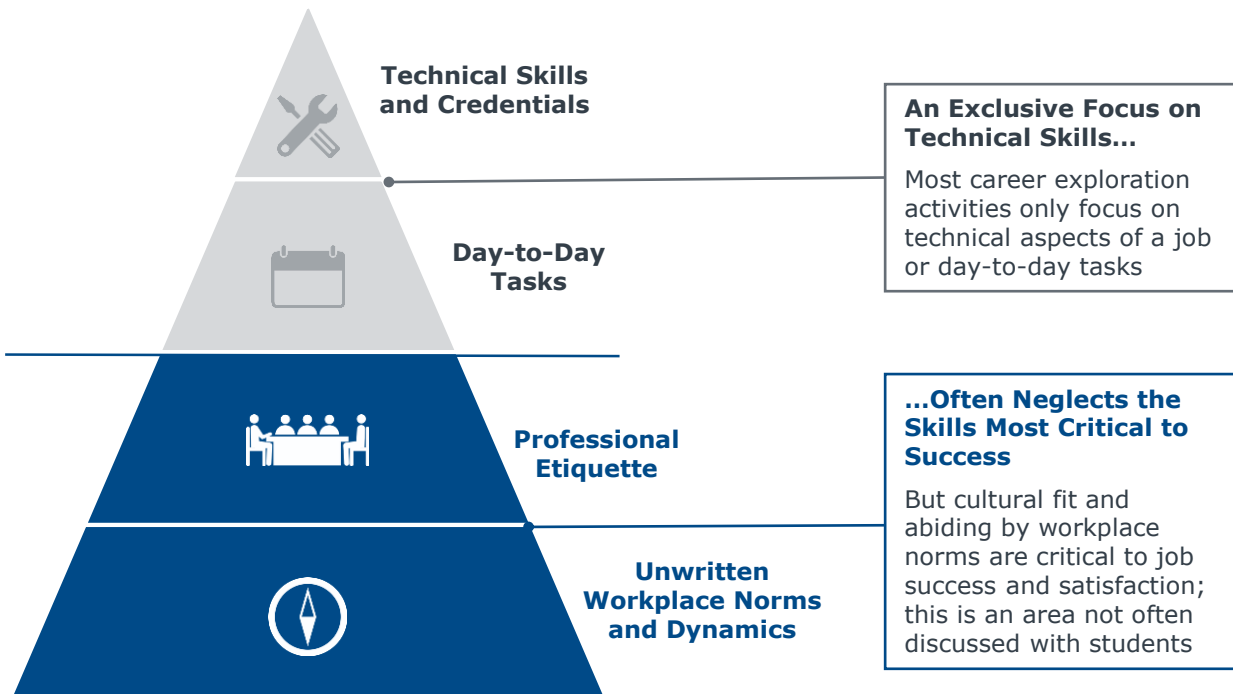 Technical Skills
and Credentials
An Exclusive Focus on
Technical Skills…
Most career exploration
activities only focus on
technical aspects of a job
or day-to-day tasks
Day-to-Day
Tasks
Professional
Etiquette
…Often Neglects the
Skills Most Critical to
Success
But cultural fit and
abiding by workplace
norms are critical to job
success and satisfaction;
this is an area not often
discussed with students
Unwritten
Workplace Norms
and Dynamics